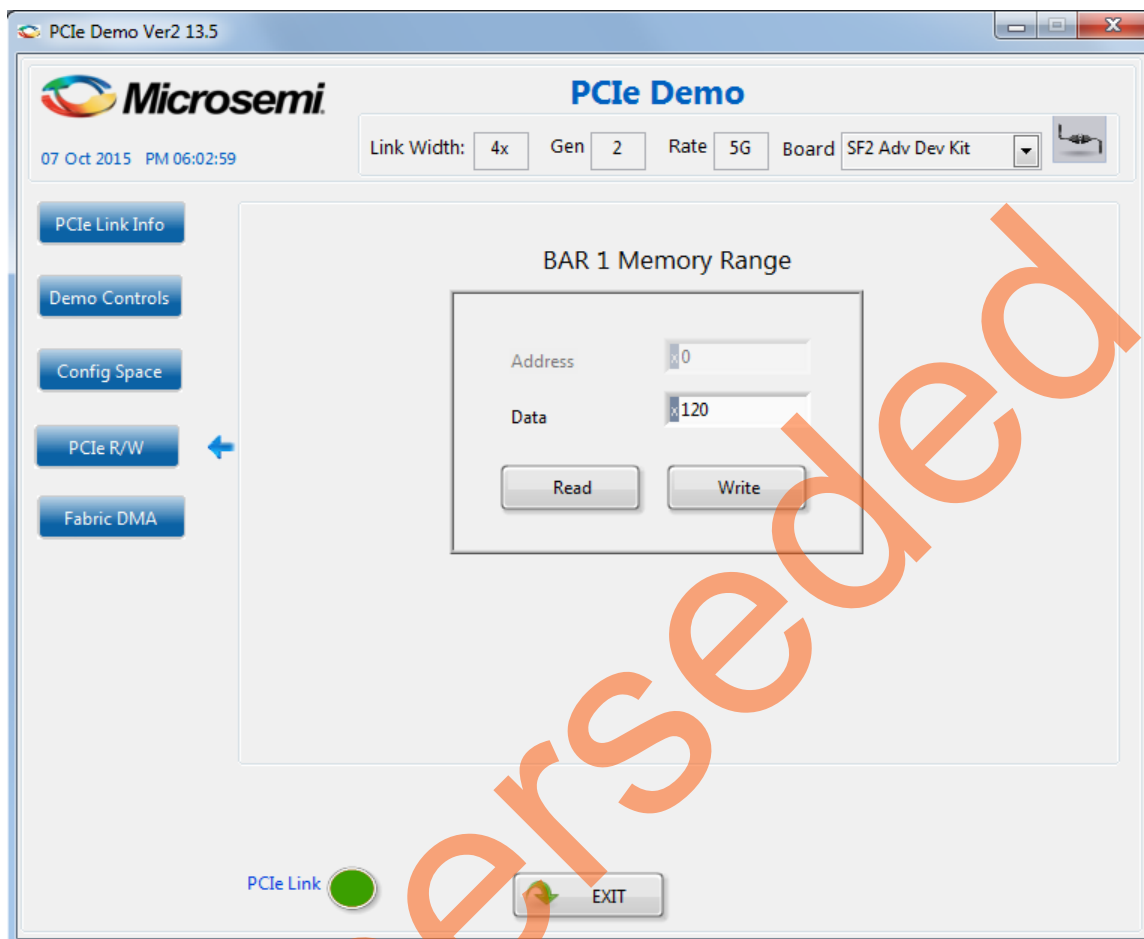 PCIe Demo Ver2 13.5
Microsemi.
PCIe Demo
07 Oct 2015 PM 06:02:59
Link Width: 4x Gen 2 Rate 5G Board SF2 Adv Dev Kit
PCIe Link Info
Demo Controls
Config Space
PCIe R/W
Fabric DMA
BAR 1 Memory Range
Address x0
Data x120
Read Write
PCIe Link
EXIT
erseded